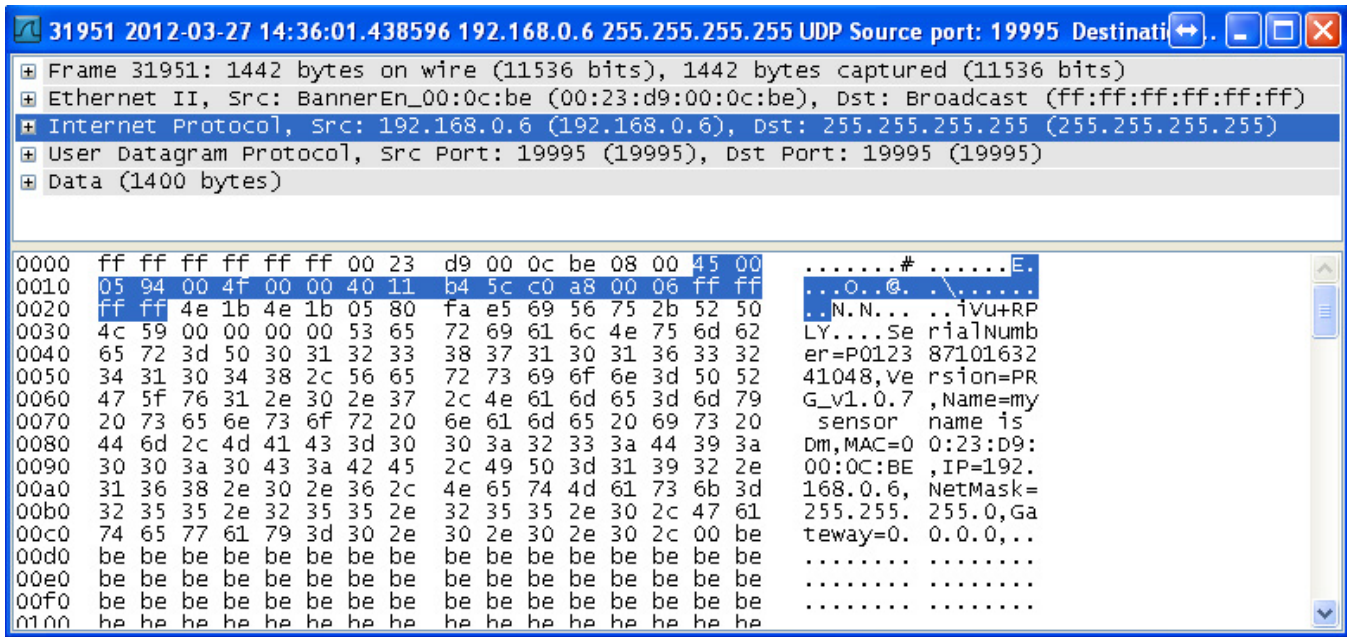 31951 2012-03-27 14:36:01.438596 192.168.0.6 255.255.255.255 UDP Source port: 19995 Destinati...
Frame 31951: 1442 bytes on wire (11536 bits), 1442 bytes captured (11536 bits)
Ethernet II, Src: BannerEn_00:0c:be (00:23:d9:00:0c:be), Dst: Broadcast (ff:ff:ff:ff:ff:ff)
Internet Protocol, Src: 192.168.0.6 (192.168.0.6), Dst: 255.255.255.255 (255.255.255.255)
User Datagram Protocol, Src Port: 19995 (19995), Dst Port: 19995 (19995)
Data (1400 bytes)
0000 ff ff ff ff ff ff 00 23 d9 00 0c be 08 00 45 00 .......# ......E.
0010 05 94 00 4f 00 00 40 11 b4 5c c0 a8 00 06 ff ff ...O..@. .\......
0020 ff ff 4e 1b 4e 1b 05 80 fa e5 69 56 75 2b 52 50 ..N.N... ..iVu+RP
0030 4c 59 00 00 00 00 53 65 72 69 61 6c 4e 75 6d 62 LY....Se rialNumb
0040 65 72 3d 50 30 31 32 33 38 37 31 30 31 36 33 32 er=P0123 87101632
0050 34 31 30 34 38 2c 56 65 72 73 69 6f 6e 3d 50 52 41048,Ve rsion=PR
0060 47 5f 76 31 2e 30 2e 37 2c 4e 61 6d 65 3d 6d 79 G_v1.0.7 ,Name=my
0070 20 73 65 6e 73 6f 72 20 6e 61 6d 65 20 69 73 20 sensor name is
0080 44 6d 2c 4d 41 43 3d 30 30 3a 32 33 3a 44 39 3a Dm,MAC=0 0:23:D9:
0090 30 30 3a 30 43 3a 42 45 2c 49 50 3d 31 39 32 2e 00:0C:BE ,IP=192.
00a0 31 36 38 2e 30 2e 36 2c 4e 65 74 4d 61 73 6b 3d 168.0.6, NetMask=
00b0 32 35 35 2e 32 35 35 2e 32 35 35 2e 30 2c 47 61 255.255. 255.0,Ga
00c0 74 65 77 61 79 3d 30 2e 30 2e 30 2e 30 2c 00 be teway=0. 0.0.0,..
00d0 be be be be be be be be be be be be be be be be ........ ........
00e0 be be be be be be be be be be be be be be be be ........ ........
00f0 be be be be be be be be be be be be be be be be ........ ........
0100 be be be be be be be be be be be be be be be be